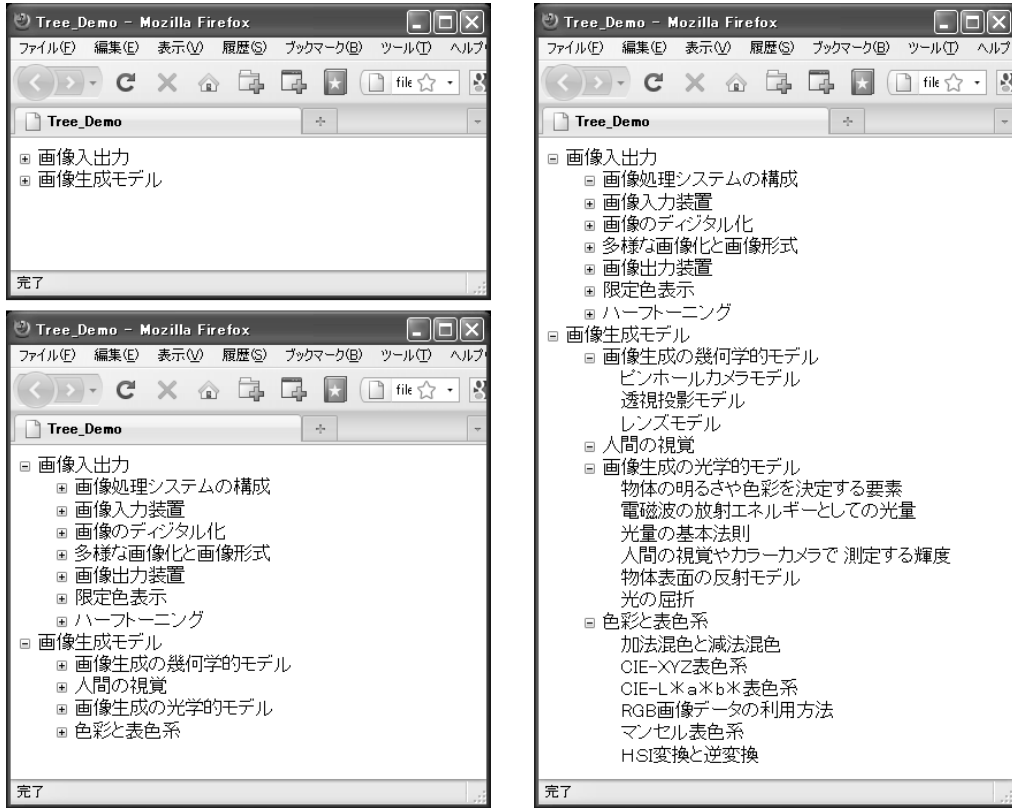 Tree_Demo - Mozilla Firefox
ファイル(F) 編集(E) 表示(V) 履歴(S) ブックマーク(B) ツール(T) ヘルプ
file
Tree_Demo
画像入出力
画像生成モデル
完了
Tree_Demo - Mozilla Firefox
ファイル(F) 編集(E) 表示(V) 履歴(S) ブックマーク(B) ツール(T) ヘルプ
file
Tree_Demo
画像入出力
画像処理システムの構成
画像入力装置
画像のディジタル化
多様な画像化と画像形式
画像出力装置
限定色表示
ハーフトーニング
画像生成モデル
画像生成の幾何学的モデル
人間の視覚
画像生成の光学的モデル
色彩と表色系
完了
Tree_Demo - Mozilla Firefox
ファイル(F) 編集(E) 表示(V) 履歴(S) ブックマーク(B) ツール(T) ヘルプ
file
Tree_Demo
画像入出力
画像処理システムの構成
画像入力装置
画像のディジタル化
多様な画像化と画像形式
画像出力装置
限定色表示
ハーフトーニング
画像生成モデル
画像生成の幾何学的モデル
ピンホールカメラモデル
透視投影モデル
レンズモデル
人間の視覚
画像生成の光学的モデル
物体の明るさや色彩を決定する要素
電磁波の放射エネルギーとしての光量
光量の基本法則
人間の視覚やカラーカメラで 測定する輝度
物体表面の反射モデル
光の屈折
色彩と表色系
加法混色と減法混色
CIE-XYZ表色系
CIE-L*a*b*表色系
RGB画像データの利用方法
マンセル表色系
HSI変換と逆変換
完了